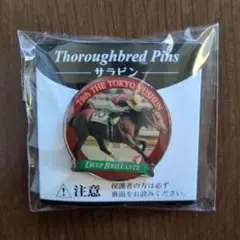 Thoroughbred Pins
サラピン
79th THE TOKYO YUSHUN
DEEP BRILLANTE
注意
保護者の方は必ず
裏面をお読みください。